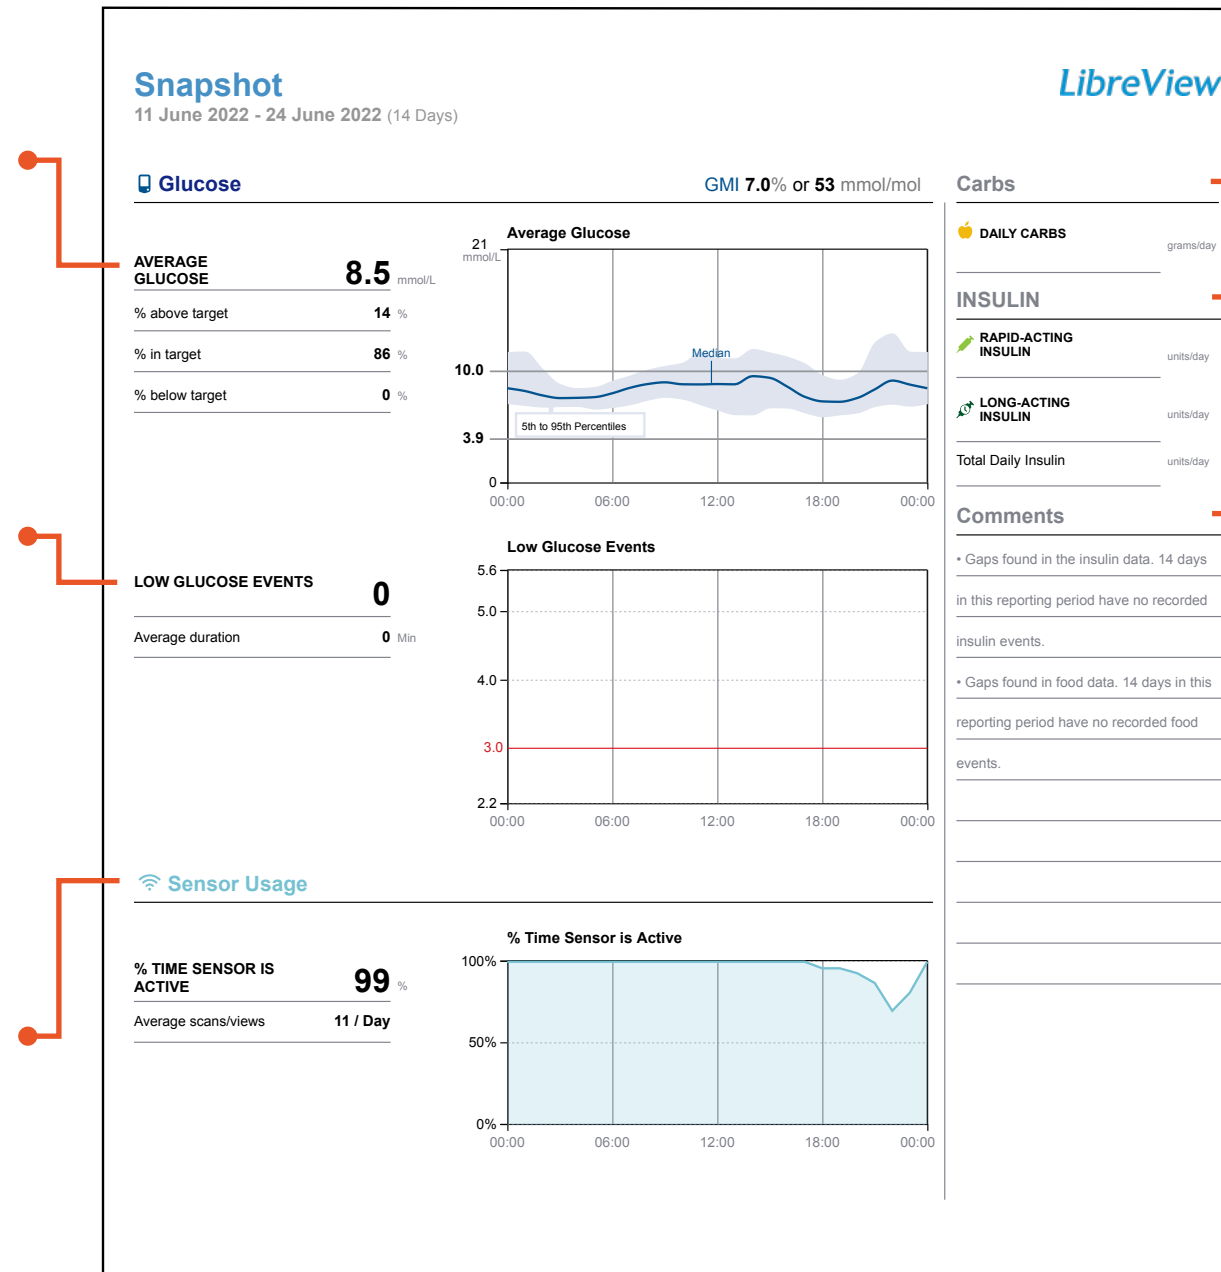 Snapshot
LibreView
11 June 2022 - 24 June 2022 (14 Days)
Glucose
GMI 7.0% or 53 mmol/mol
AVERAGE
GLUCOSE
8.5 mmol/L
% above target 14 %
% in target 86 %
% below target 0 %
Average Glucose
21
mmol/L
Median
10.0
5th to 95th Percentiles
3.9
0
00:00 06:00 12:00 18:00 00:00
LOW GLUCOSE EVENTS
0
Average duration 0 Min
Low Glucose Events
5.6
5.0
4.0
3.0
2.2
00:00 06:00 12:00 18:00 00:00
Sensor Usage
% TIME SENSOR IS
ACTIVE
99 %
Average scans/views 11 / Day
% Time Sensor is Active
100%
50%
0%
00:00 06:00 12:00 18:00 00:00
Carbs
DAILY CARBS
grams/day
INSULIN
RAPID-ACTING
INSULIN
units/day
LONG-ACTING
INSULIN
units/day
Total Daily Insulin units/day
Comments
• Gaps found in the insulin data. 14 days
in this reporting period have no recorded
insulin events.
• Gaps found in food data. 14 days in this
reporting period have no recorded food
events.